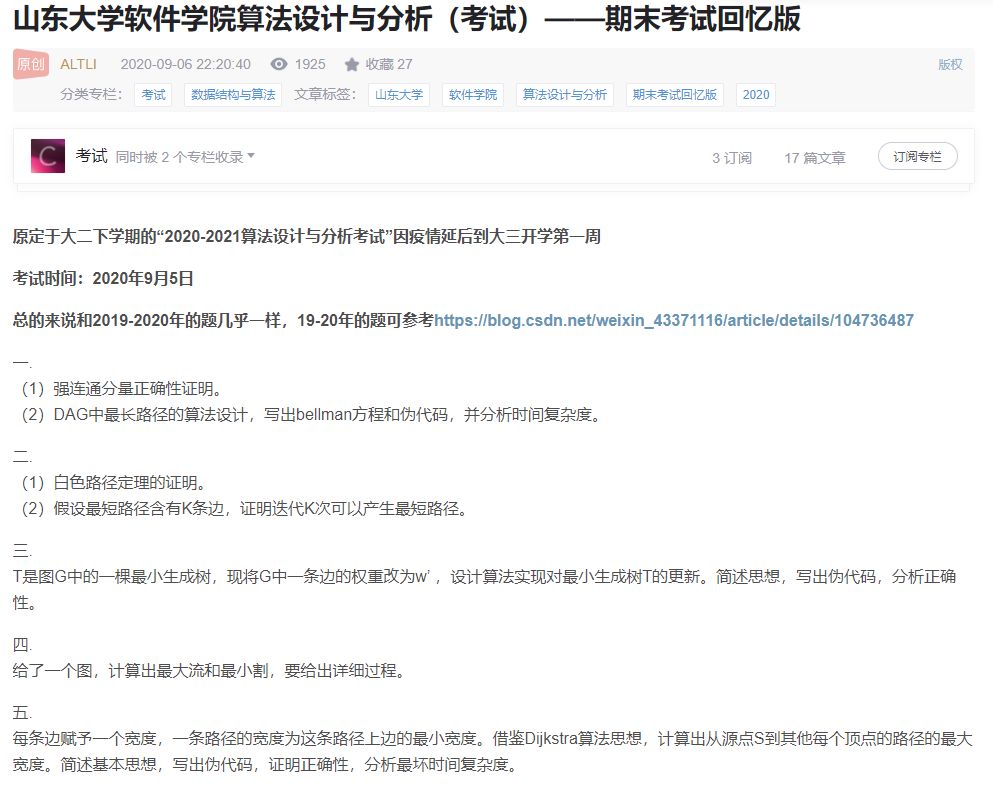 山东大学软件学院算法设计与分析（考试）——期末考试回忆版
原创 ALTLI 2020-09-06 22:20:40 1925 收藏 27 版权
分类专栏： 考试 数据结构与算法 文章标签： 山东大学 软件学院 算法设计与分析 期末考试回忆版 2020
C 考试 同时被 2 个专栏收录 3 订阅 17 篇文章 订阅专栏
原定于大二下学期的“2020-2021算法设计与分析考试”因疫情延后到大三开学第一周
考试时间：2020年9月5日
总的来说和2019-2020年的题几乎一样，19-20年的题可参考https://blog.csdn.net/weixin_43371116/article/details/104736487
一.
（1）强连通分量正确性证明。
（2）DAG中最长路径的算法设计，写出bellman方程和伪代码，并分析时间复杂度。
二.
（1）白色路径定理的证明。
（2）假设最短路径含有K条边，证明迭代K次可以产生最短路径。
三.
T是图G中的一棵最小生成树，现将G中一条边的权重改为w’ ，设计算法实现对最小生成树T的更新。简述思想，写出伪代码，分析正确
性。
四.
给了一个图，计算出最大流和最小割，要给出详细过程。
五.
每条边赋予一个宽度，一条路径的宽度为这条路径上边的最小宽度。借鉴Dijkstra算法思想，计算出从源点S到其他每个顶点的路径的最大
宽度。简述基本思想，写出伪代码，证明正确性，分析最坏时间复杂度。